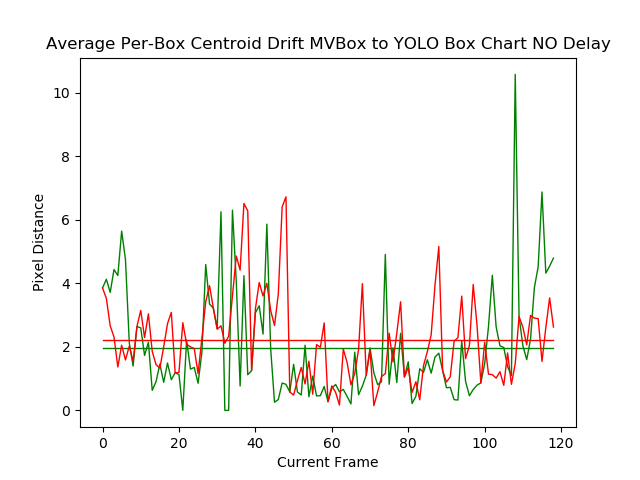 Average Per-Box Centroid Drift MVBox to YOLO Box Chart NO Delay
Pixel Distance
10
8
6
4
2
0
0 20 40 60 80 100 120
Current Frame